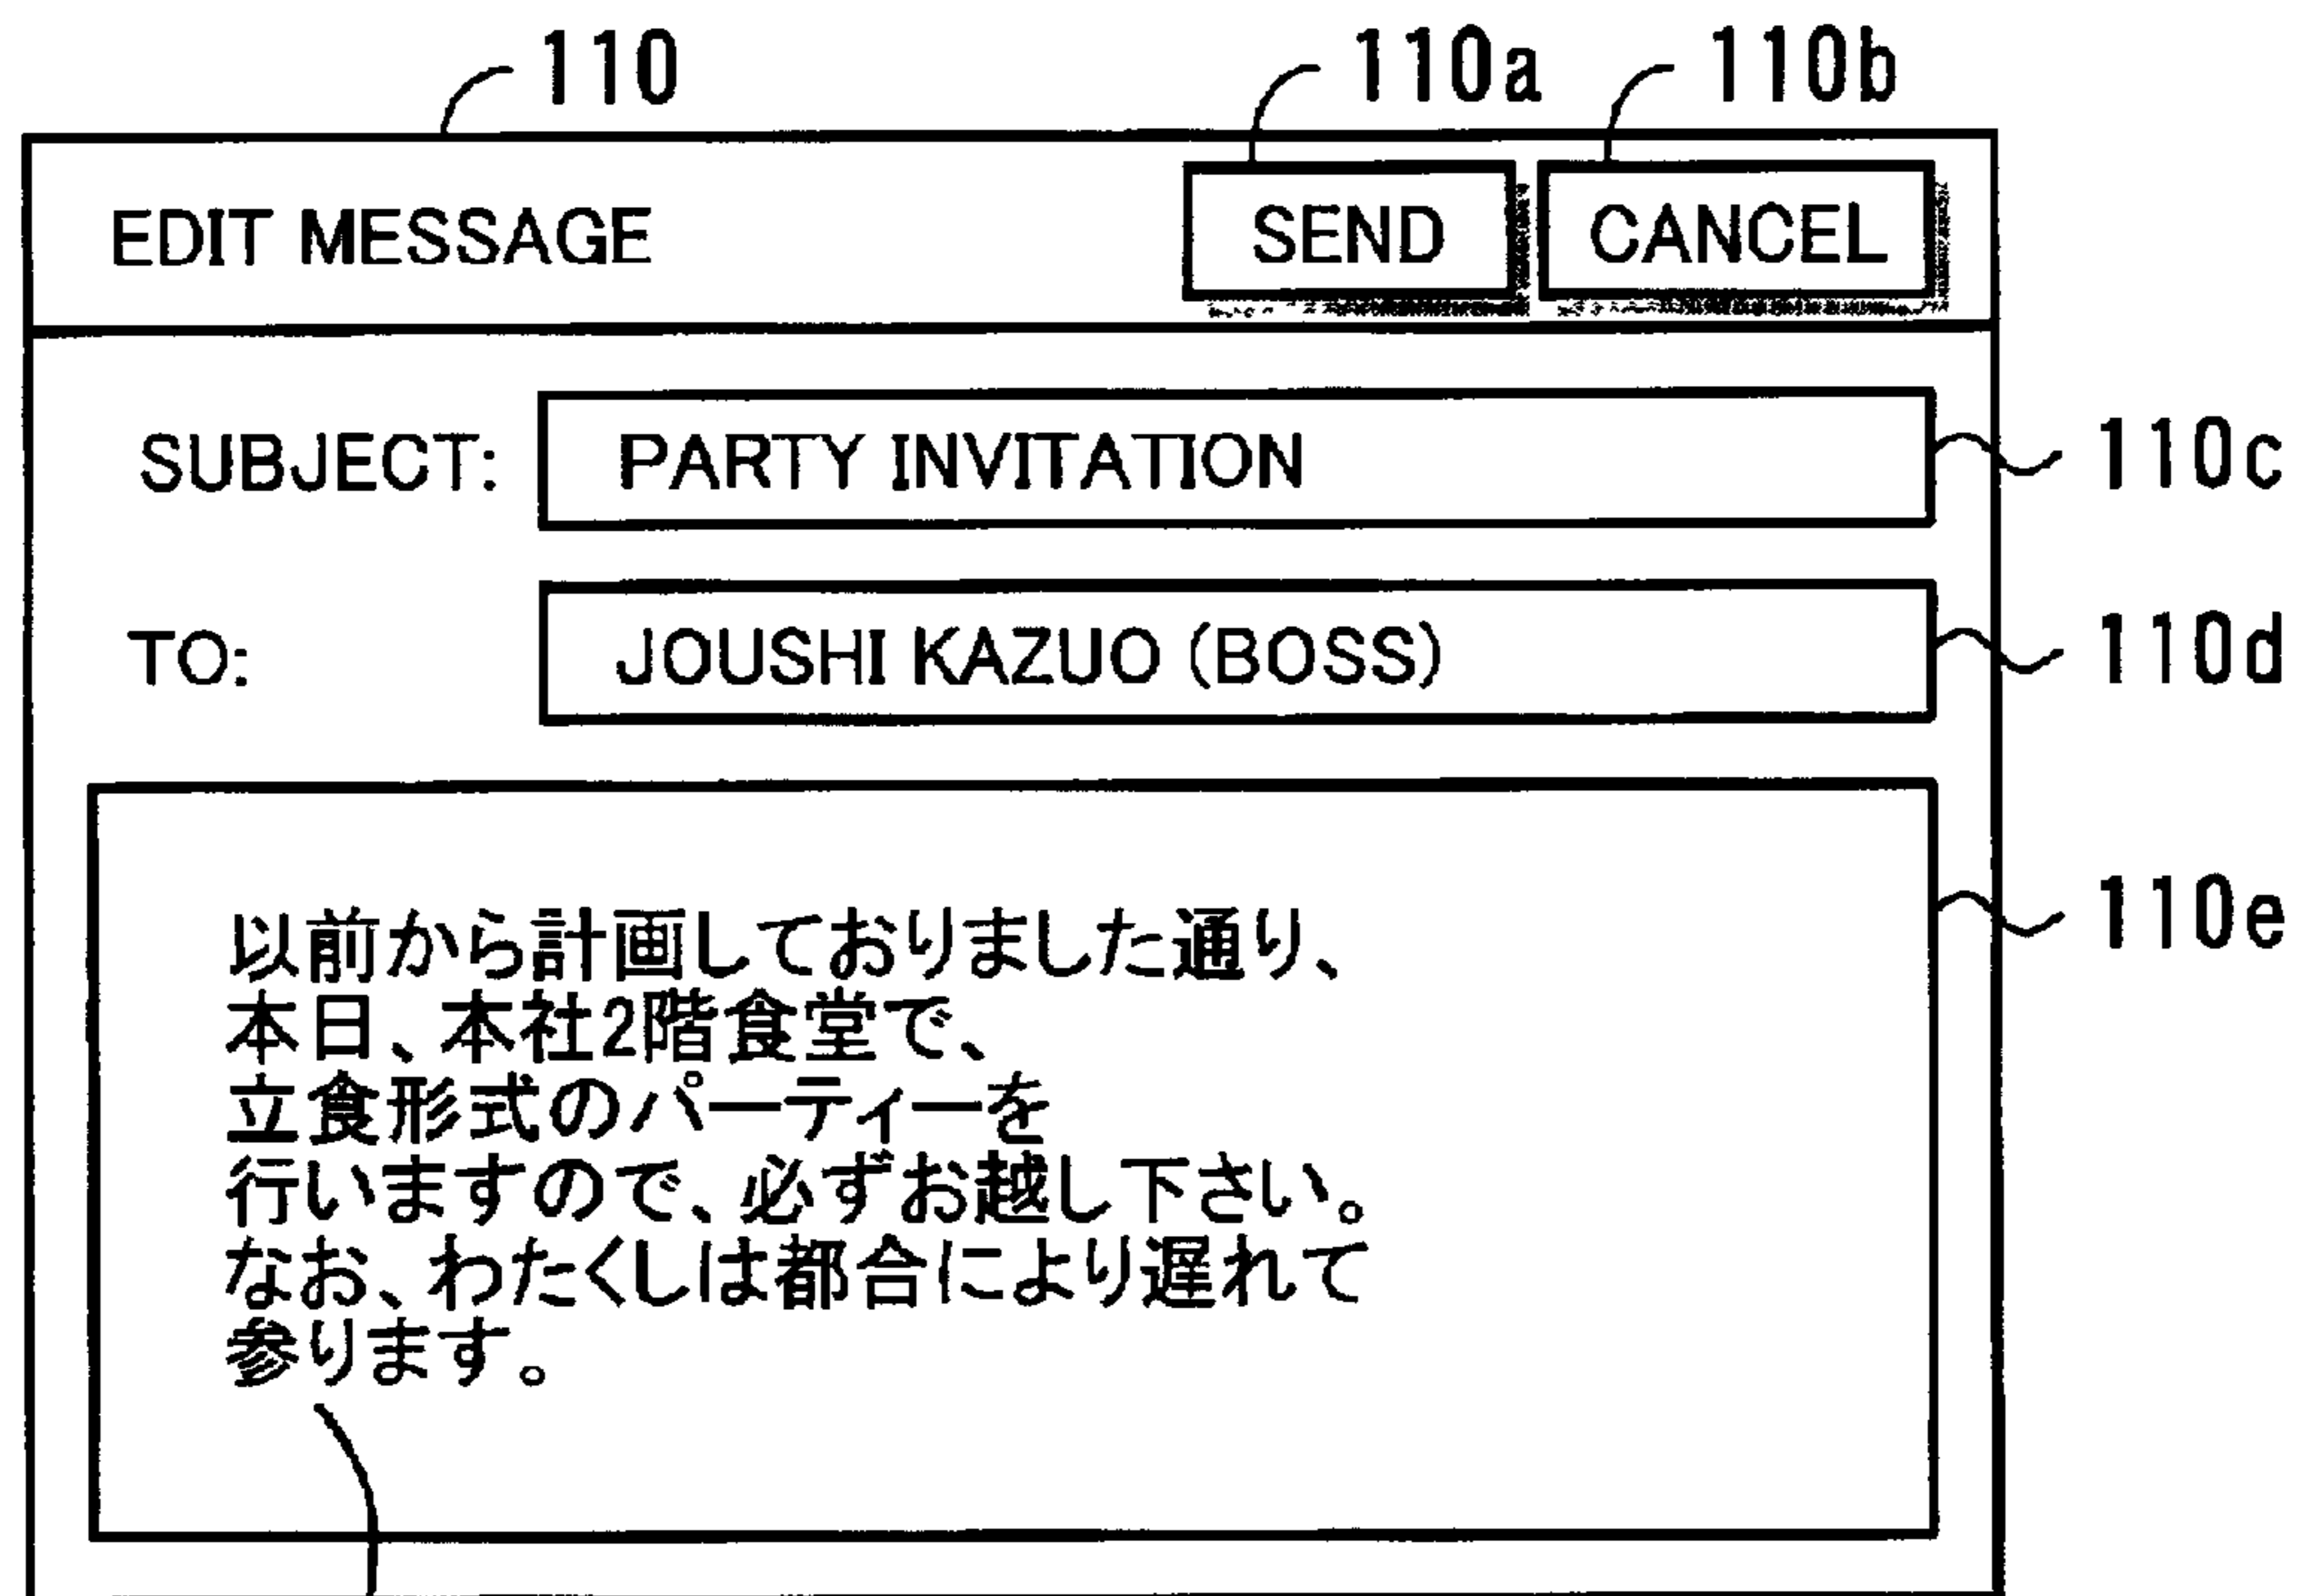 110
110a
110b
EDIT MESSAGE
SEND
CANCEL
SUBJECT:
PARTY INVITATION
110c
TO:
JOUSHI KAZUO (BOSS)
110d
110e
以前から計画しておりました通り、
本日、本社2階食堂で、
立食形式のパーティーを
行いますので、必ずお越し下さい。
なお、わたくしは都合により遅れて
参ります。